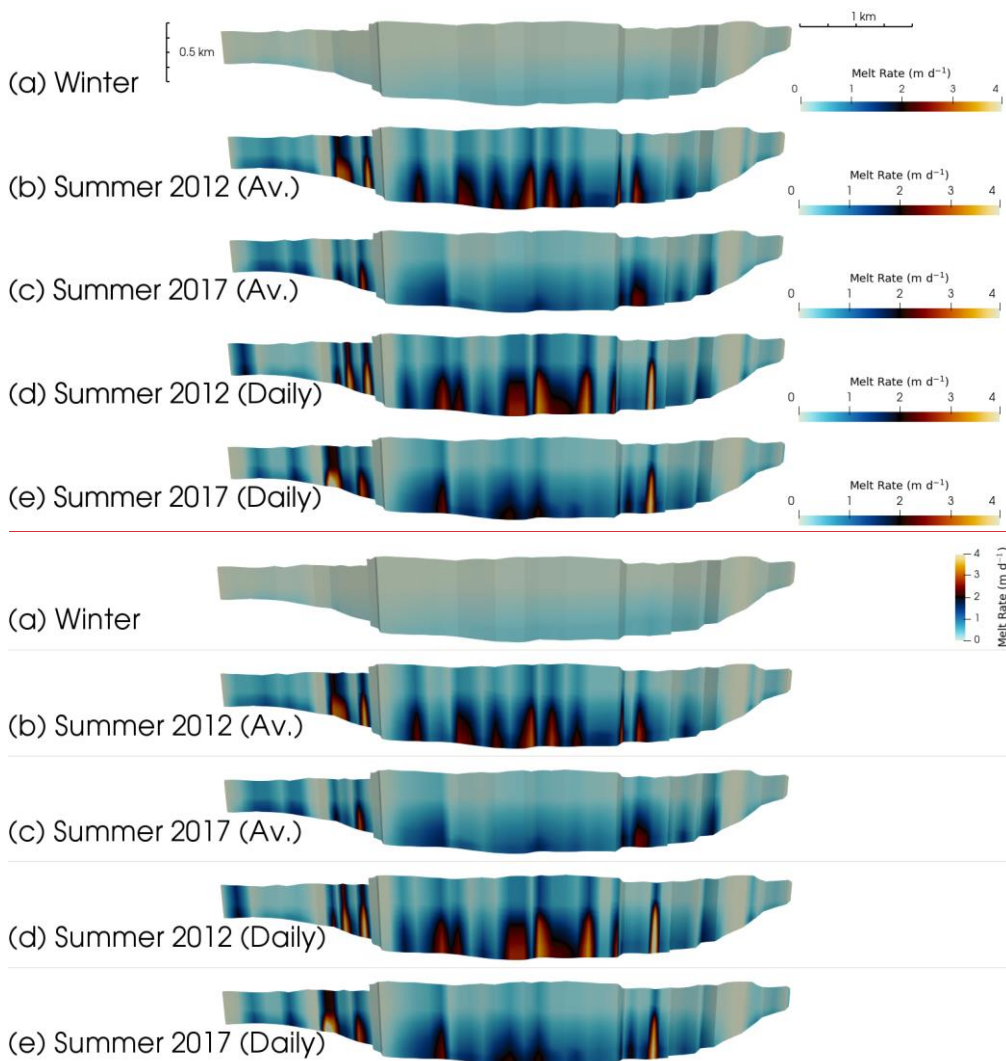 1 km
0.5 km
(a) Winter
Melt Rate (m d⁻¹)
0 1 2 3 4
(b) Summer 2012 (Av.)
Melt Rate (m d⁻¹)
0 1 2 3 4
(c) Summer 2017 (Av.)
Melt Rate (m d⁻¹)
0 1 2 3 4
(d) Summer 2012 (Daily)
Melt Rate (m d⁻¹)
0 1 2 3 4
(e) Summer 2017 (Daily)
Melt Rate (m d⁻¹)
0 1 2 3 4
(a) Winter
4
3
2
1
0
Melt Rate (m d⁻¹)
(b) Summer 2012 (Av.)
(c) Summer 2017 (Av.)
(d) Summer 2012 (Daily)
(e) Summer 2017 (Daily)